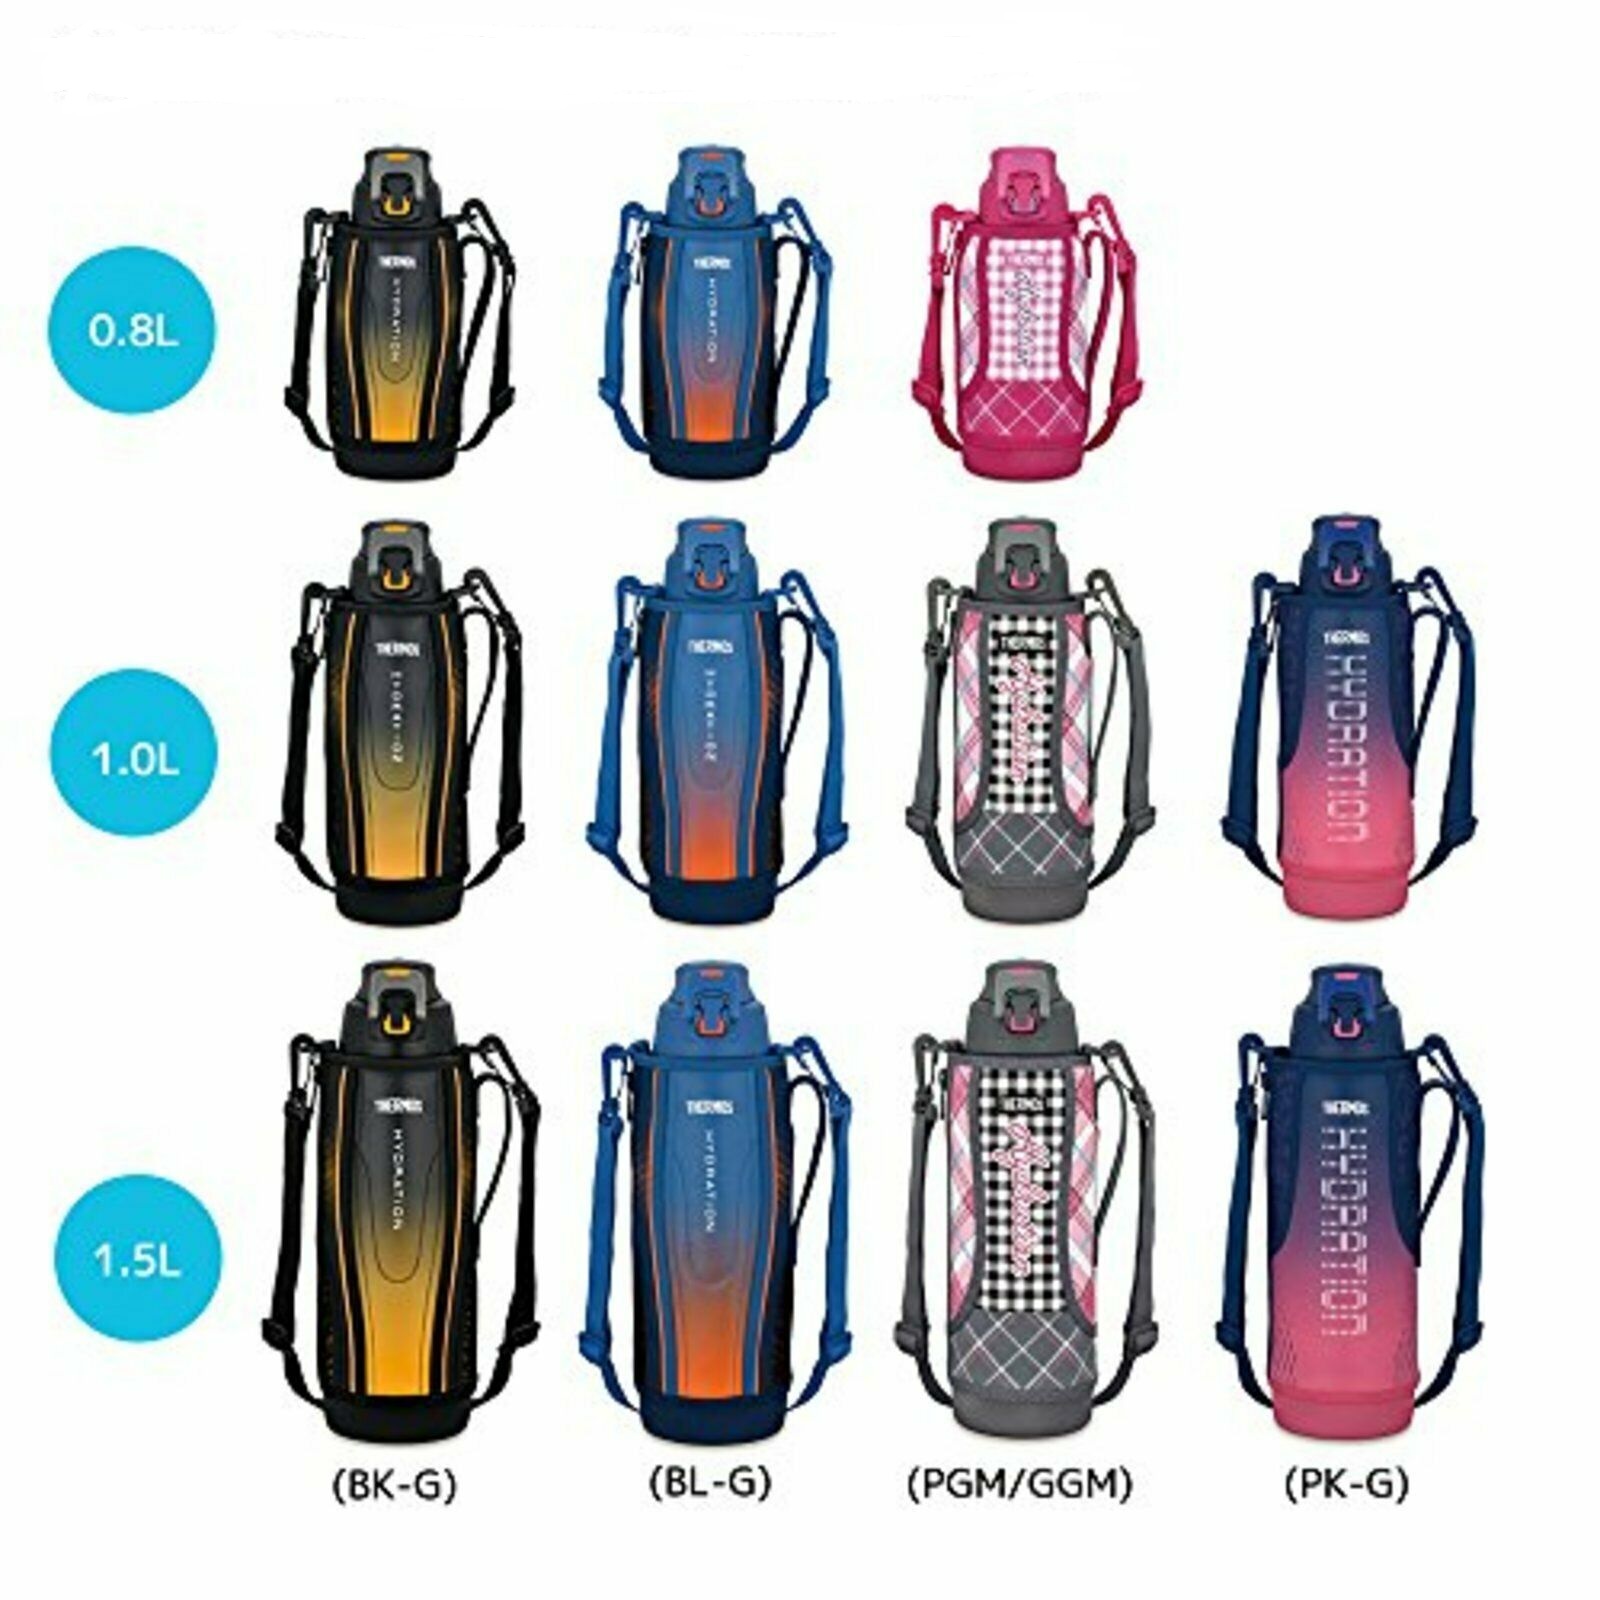 THERMOS
HYDRATION
THERMOS
HYDRATION
THERMOS
0.8L
THERMOS
THERMOS
THERMOS
THERMOS
HYDRATION
1.0L
THERMOS
HYDRATION
THERMOS
HYDRATION
THERMOS
Hydration
THERMOS
HYDRATION
1.5L
(BK-G)
(BL-G)
(PGM/GGM)
(PK-G)